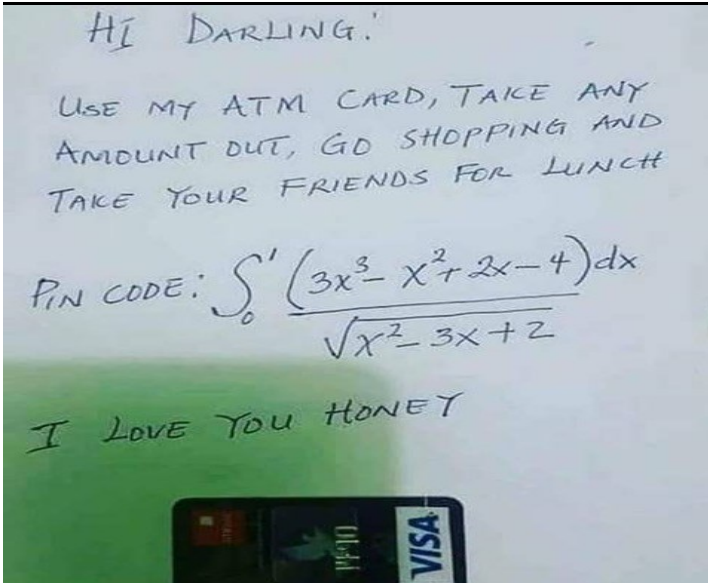 HI DARLING.'
USE MY ATM CARD, TAKE ANY
AMOUNT OUT, GO SHOPPING AND
TAKE YOUR FRIENDS FOR LUNCH
PIN CODE: ∫₀¹ (3x³ – x² + 2x – 4)dx
√x² – 3x + 2
I LOVE YOU HONEY
VISA